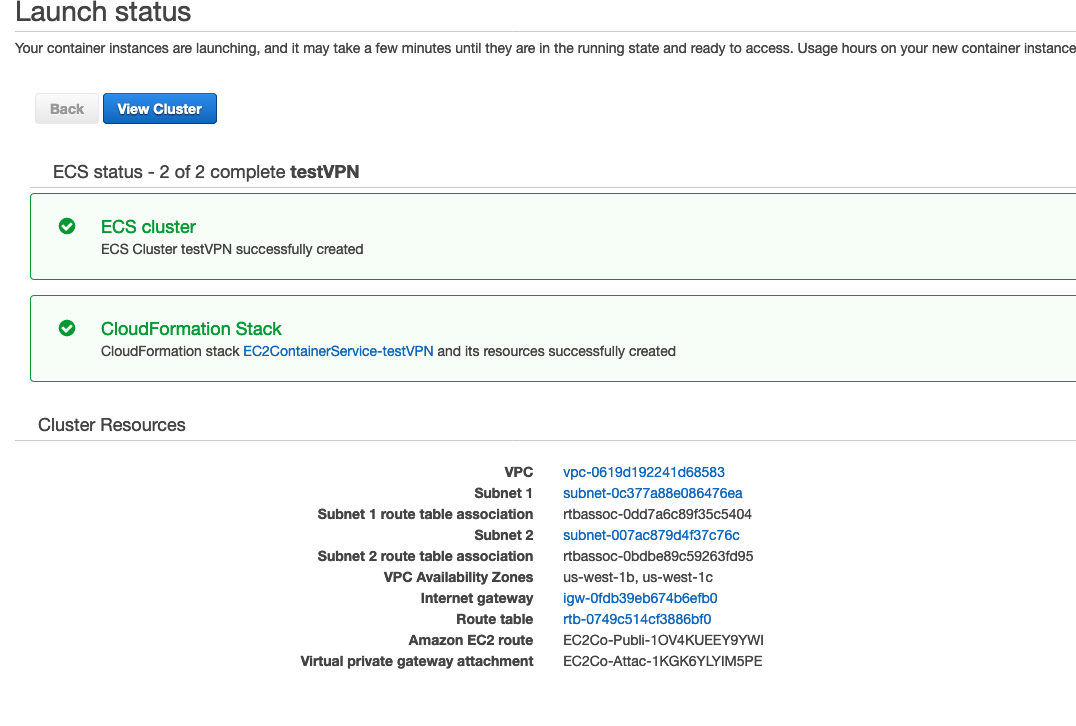 Launch status
Your container instances are launching, and it may take a few minutes until they are in the running state and ready to access. Usage hours on your new container instance
Back
View Cluster
ECS status - 2 of 2 complete testVPN
ECS cluster
ECS Cluster testVPN successfully created
CloudFormation Stack
CloudFormation stack EC2ContainerService-testVPN and its resources successfully created
Cluster Resources
VPC vpc-0619d192241d68583
Subnet 1 subnet-0c377a88e086476ea
Subnet 1 route table association rtbassoc-0dd7a6c89f35c5404
Subnet 2 subnet-007ac879d4f37c76c
Subnet 2 route table association rtbassoc-0bdbe89c59263fd95
VPC Availability Zones us-west-1b, us-west-1c
Internet gateway igw-0fdb39eb674b6efb0
Route table rtb-0749c514cf3886bf0
Amazon EC2 route EC2Co-Publi-1OV4KUEEY9YWI
Virtual private gateway attachment EC2Co-Attac-1KGK6YLYIM5PE